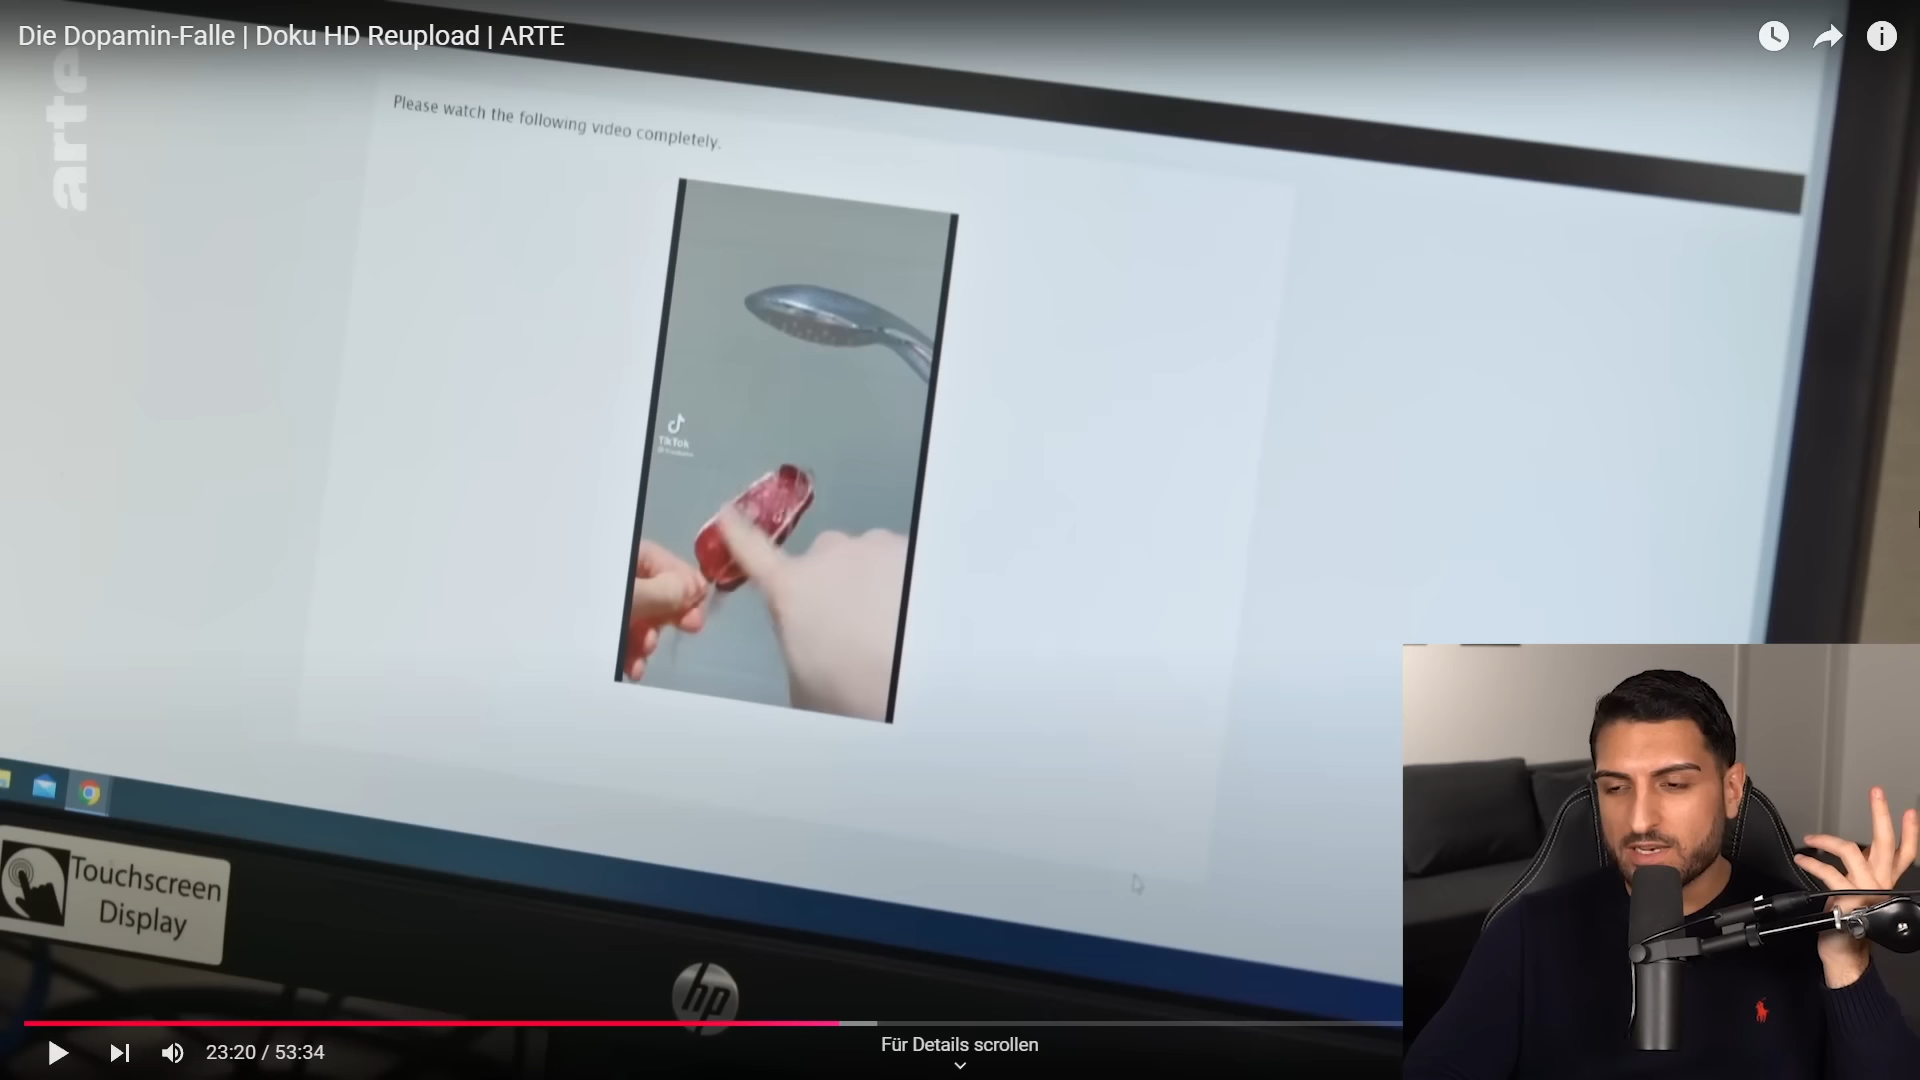 Die Dopamin-Falle | Doku HD Reupload | ARTE
arte
Please watch the following video completely.
TikTok
Touchscreen
Display
hp
23:20 / 53:34
Für Details scrollen